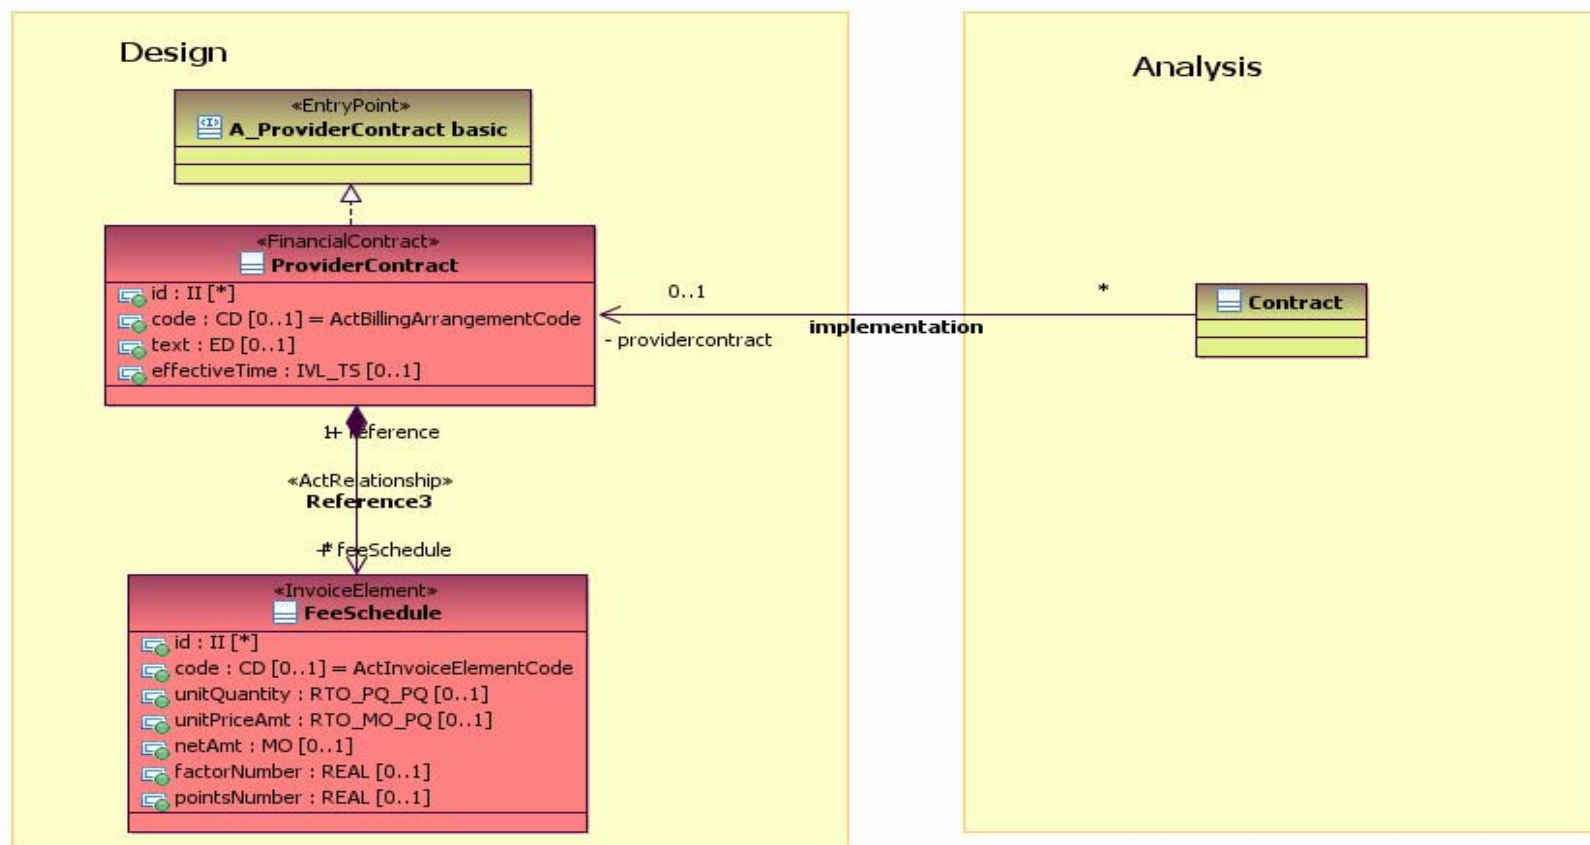 Design
«EntryPoint»
A_ProviderContract basic
«FinancialContract»
ProviderContract
id : II [*]
code : CD [0..1] = ActBillingArrangementCode
text : ED [0..1]
effectiveTime : IVL_TS [0..1]
1 + reference
«ActRelationship»
Reference3
* + feeSchedule
«InvoiceElement»
FeeSchedule
id : II [*]
code : CD [0..1] = ActInvoiceElementCode
unitQuantity : RTO_PQ_PQ [0..1]
unitPriceAmt : RTO_MO_PQ [0..1]
netAmt : MO [0..1]
factorNumber : REAL [0..1]
pointsNumber : REAL [0..1]
0..1
*
implementation
- providercontract
Analysis
Contract